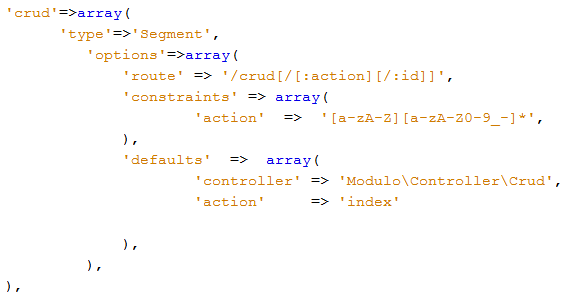 'crud'=>array(
'type'=>'Segment',
'options'=>array(
'route' => '/crud[/[:action][/:id]]',
'constraints' => array(
'action' => '[a-zA-Z][a-zA-Z0-9_-]*',
),
'defaults' => array(
'controller' => 'Modulo\Controller\Crud',
'action' => 'index'
),
),
),